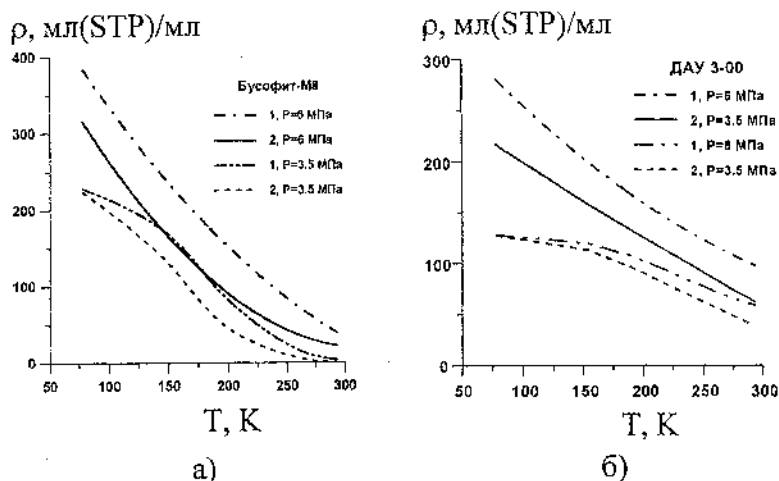 ρ, мл(STP)/мл
400
300
200
100
0
50
100
150
200
250
300
Бусофит-М8
1, P=6 МПа
2, P=6 МПа
1, P=3.5 МПа
2, P=3.5 МПа
T, K
а)
ρ, мл(STP)/мл
300
200
100
0
50
100
150
200
250
300
ДАУ 3-00
1, P=6 МПа
2, P=3.5 МПа
1, P=6 МПа
2, P=3.5 МПа
T, K
б)